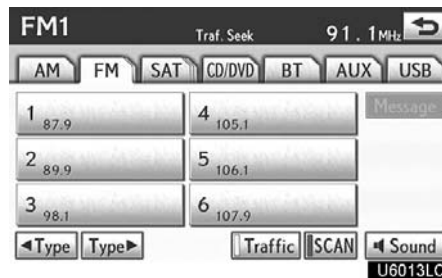 FM1 Traf. Seek 91.1MHz
AM FM SAT CD/DVD BT AUX USB
1 87.9 4 105.1 Message
2 89.9 5 106.1
3 98.1 6 107.9
◄Type Type► Traffic SCAN Sound
U6013LC